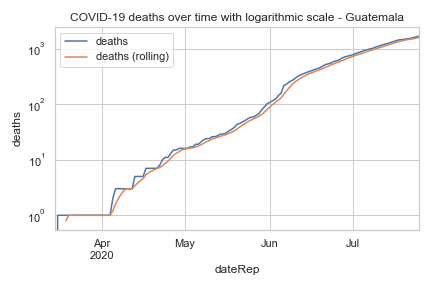 COVID-19 deaths over time with logarithmic scale - Guatemala
deaths
deaths (rolling)
10³
10²
10¹
10⁰
deaths
Apr
2020
May
Jun
Jul
dateRep